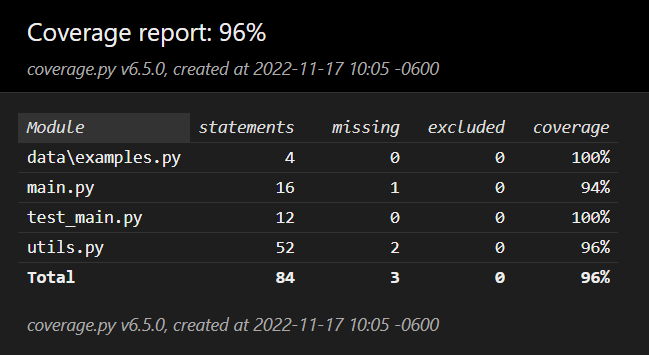 Coverage report: 96%
coverage.py v6.5.0, created at 2022-11-17 10:05 -0600
Module statements missing excluded coverage
data\examples.py 4 0 0 100%
main.py 16 1 0 94%
test_main.py 12 0 0 100%
utils.py 52 2 0 96%
Total 84 3 0 96%
coverage.py v6.5.0, created at 2022-11-17 10:05 -0600